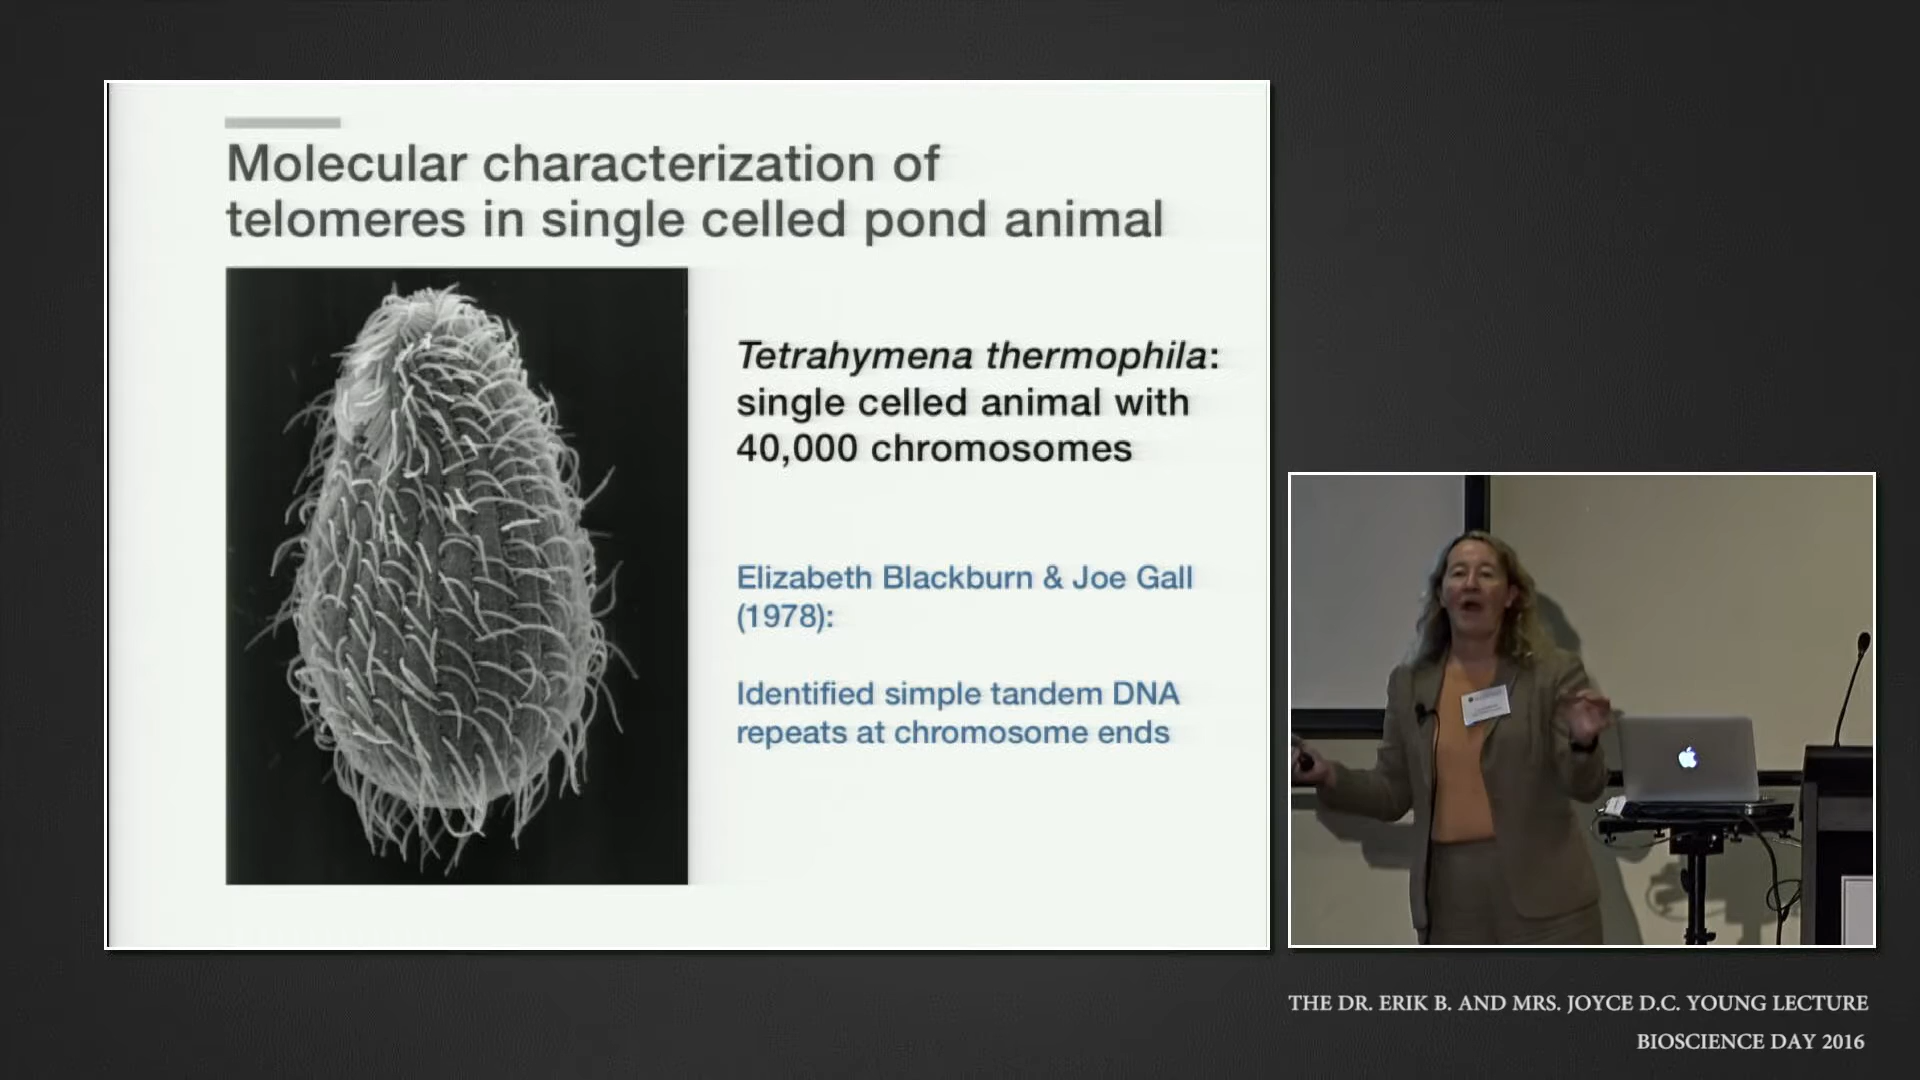 Molecular characterization of
telomeres in single celled pond animal
Tetrahymena thermophila:
single celled animal with
40,000 chromosomes
Elizabeth Blackburn & Joe Gall
(1978):
Identified simple tandem DNA
repeats at chromosome ends
THE DR. ERIK B. AND MRS. JOYCE D.C. YOUNG LECTURE
BIOSCIENCE DAY 2016